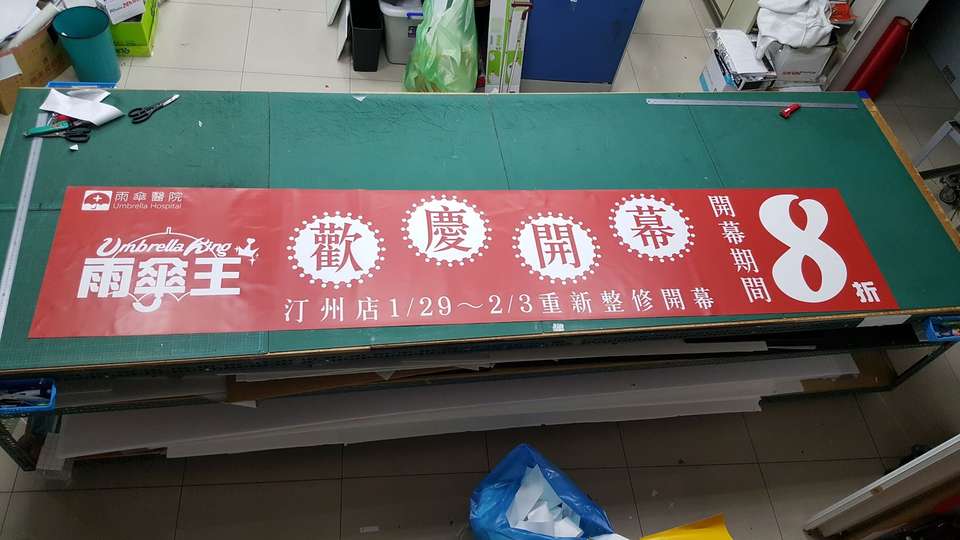 雨傘醫院
Umbrella Hospital
Umbrella King
雨傘王
歡慶開幕
汀州店1/29～2/3重新整修開幕
開幕期間
8折